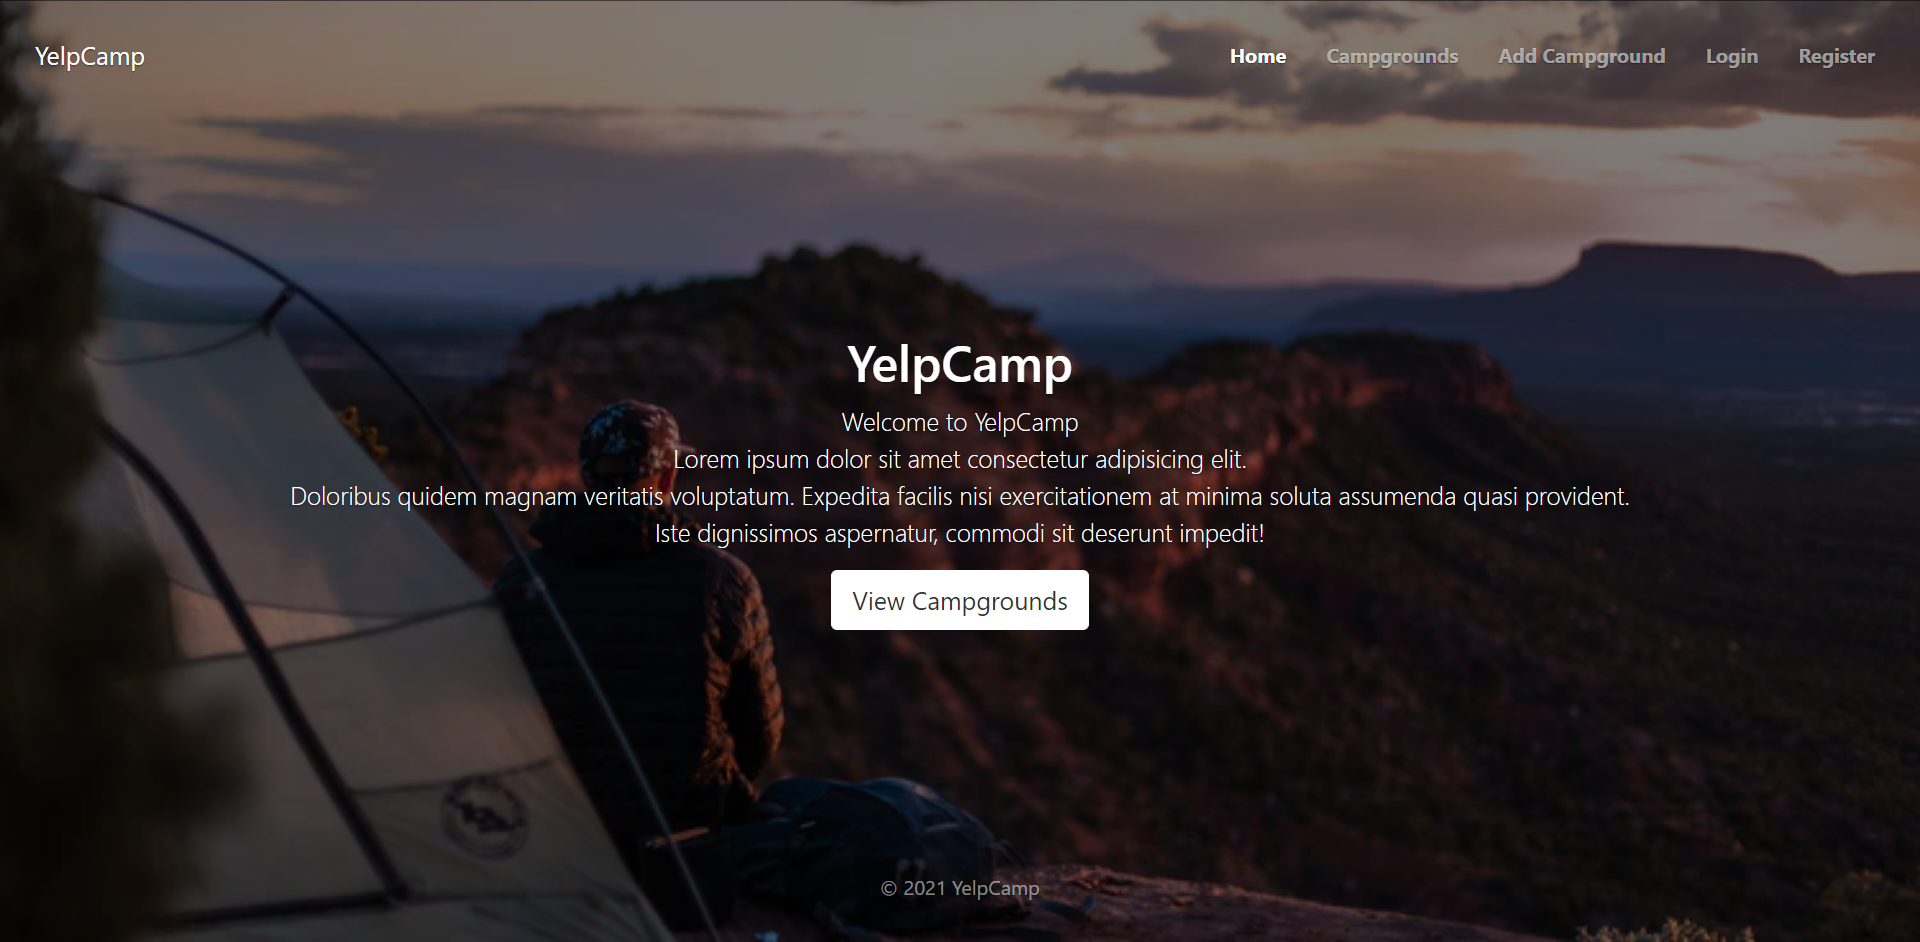 YelpCamp
Home Campgrounds Add Campground Login Register
YelpCamp
Welcome to YelpCamp
Lorem ipsum dolor sit amet consectetur adipisicing elit.
Doloribus quidem magnam veritatis voluptatum. Expedita facilis nisi exercitationem at minima soluta assumenda quasi provident.
Iste dignissimos aspernatur, commodi sit deserunt impedit!
View Campgrounds
© 2021 YelpCamp